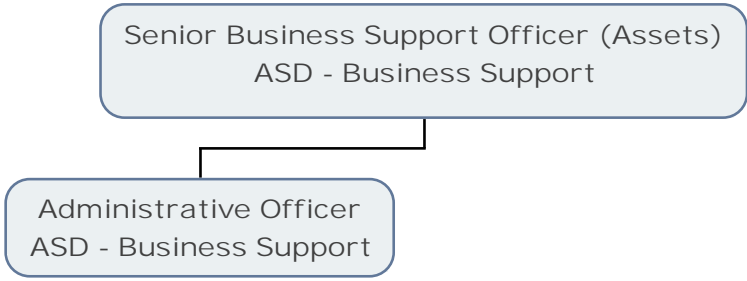 Senior Business Support Officer (Assets)
ASD - Business Support
Administrative Officer
ASD - Business Support